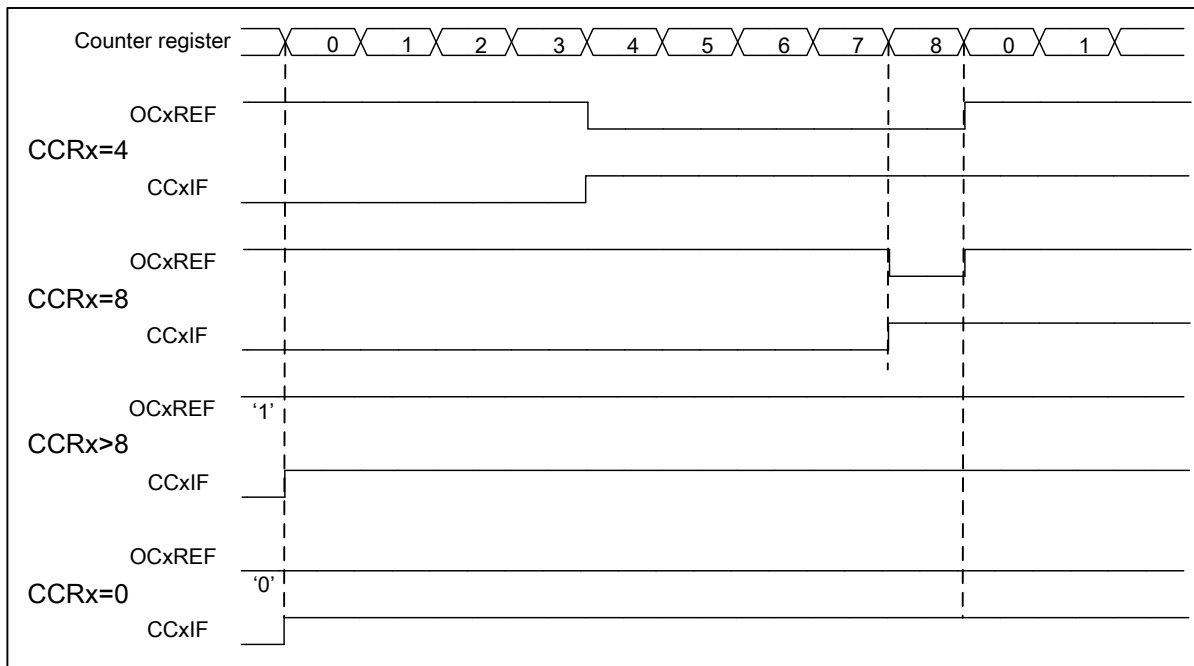 Counter register 0 1 2 3 4 5 6 7 8 0 1
OCxREF
CCRx=4
CCxIF
OCxREF
CCRx=8
CCxIF
OCxREF ‘1’
CCRx>8
CCxIF
OCxREF
‘0’
CCRx=0
CCxIF